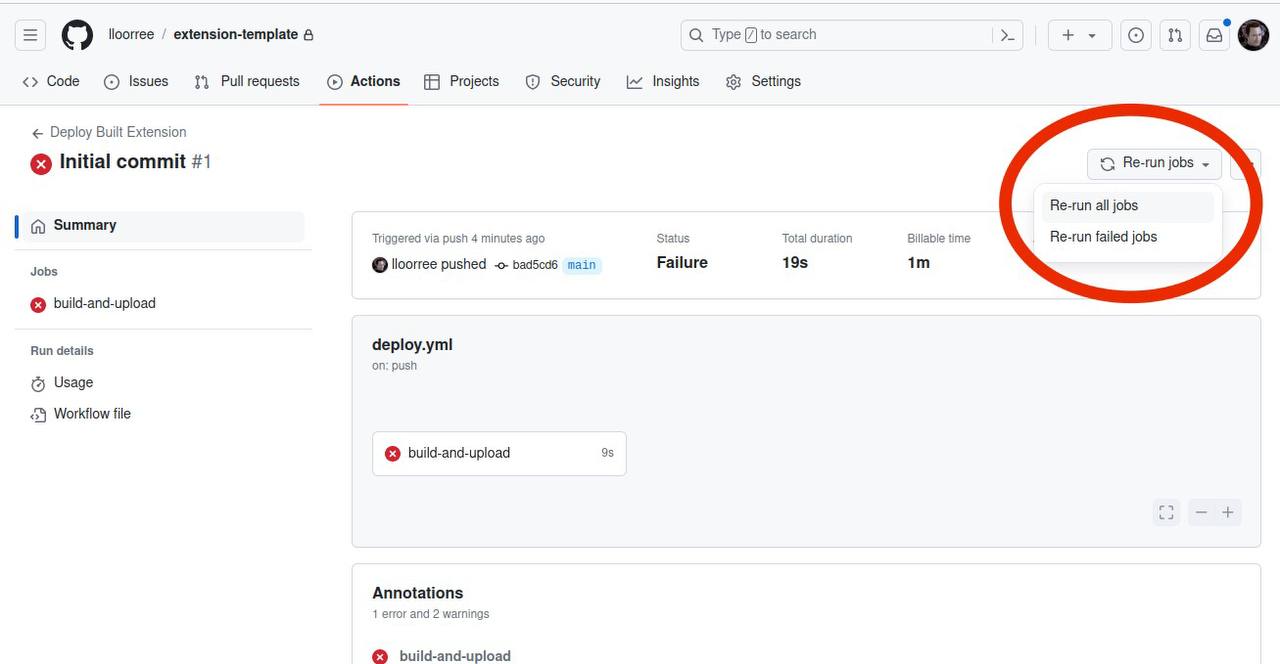 lloorree / extension-template
Type / to search
Code Issues Pull requests Actions Projects Security Insights Settings
Deploy Built Extension
Initial commit #1
Re-run jobs
Re-run all jobs
Re-run failed jobs
Summary
Jobs
build-and-upload
Run details
Usage
Workflow file
Triggered via push 4 minutes ago
lloorree pushed bad5cd6 main
Status
Failure
Total duration
19s
Billable time
1m
deploy.yml
on: push
build-and-upload 9s
Annotations
1 error and 2 warnings
build-and-upload